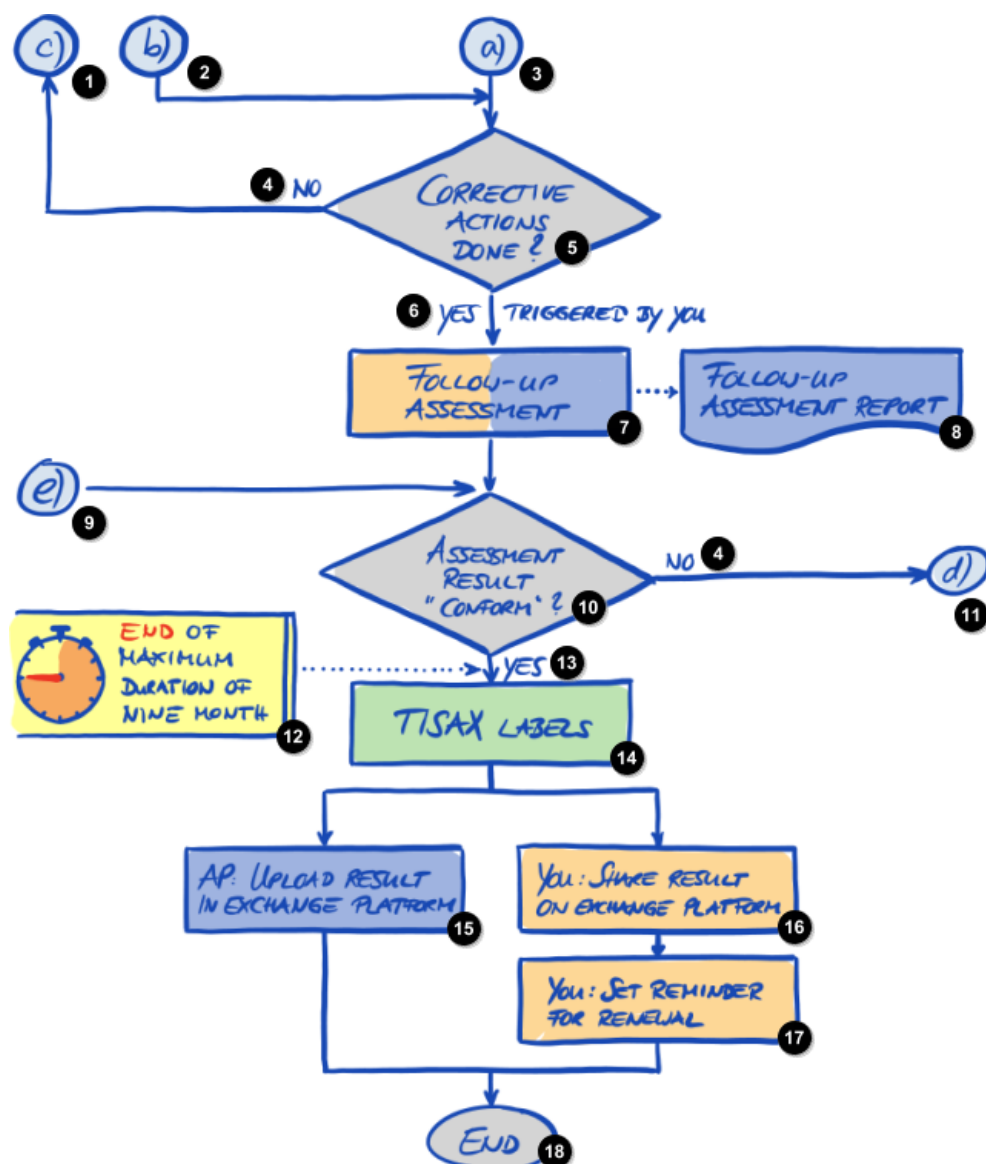 c)
1
b)
2
a)
3
4 NO
CORRECTIVE
ACTIONS
DONE? 5
6 YES TRIGGERED BY YOU
FOLLOW-UP
ASSESSMENT
7
FOLLOW-UP
ASSESSMENT REPORT
8
e)
9
ASSESSMENT
RESULT
"CONFORM"? 10
NO 4
d)
11
END OF
MAXIMUM
DURATION OF
NINE MONTH
12
YES 13
TISAX LABELS
14
AP: UPLOAD RESULT
IN EXCHANGE PLATFORM
15
YOU: SHARE RESULT
ON EXCHANGE PLATFORM
16
YOU: SET REMINDER
FOR RENEWAL
17
END 18